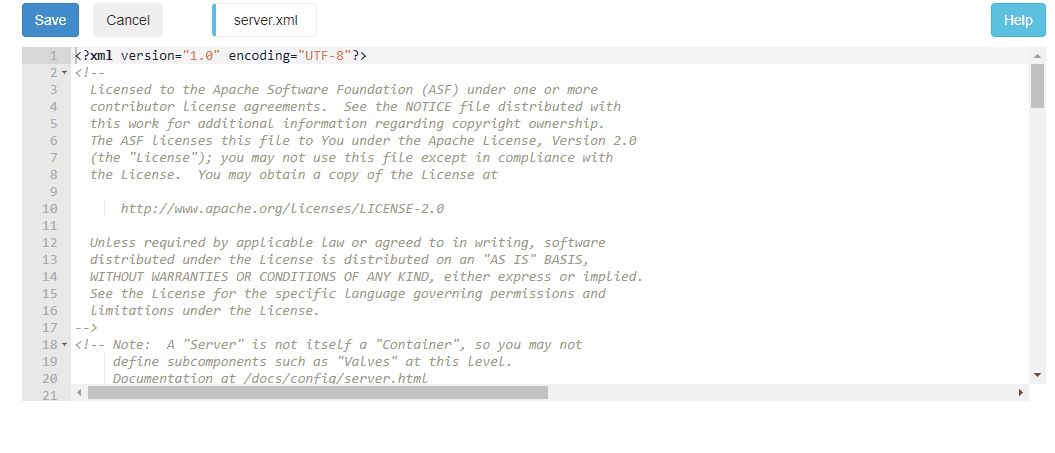 Save Cancel server.xml Help
1 <?xml version="1.0" encoding="UTF-8"?>
2 <!--
3 Licensed to the Apache Software Foundation (ASF) under one or more
4 contributor license agreements.  See the NOTICE file distributed with
5 this work for additional information regarding copyright ownership.
6 The ASF licenses this file to You under the Apache License, Version 2.0
7 (the "License"); you may not use this file except in compliance with
8 the License.  You may obtain a copy of the License at
9
10 http://www.apache.org/licenses/LICENSE-2.0
11
12 Unless required by applicable law or agreed to in writing, software
13 distributed under the License is distributed on an "AS IS" BASIS,
14 WITHOUT WARRANTIES OR CONDITIONS OF ANY KIND, either express or implied.
15 See the License for the specific language governing permissions and
16 limitations under the License.
17 -->
18 <!-- Note:  A "Server" is not itself a "Container", so you may not
19 define subcomponents such as "Valves" at this level.
20 Documentation at /docs/config/server.html
21